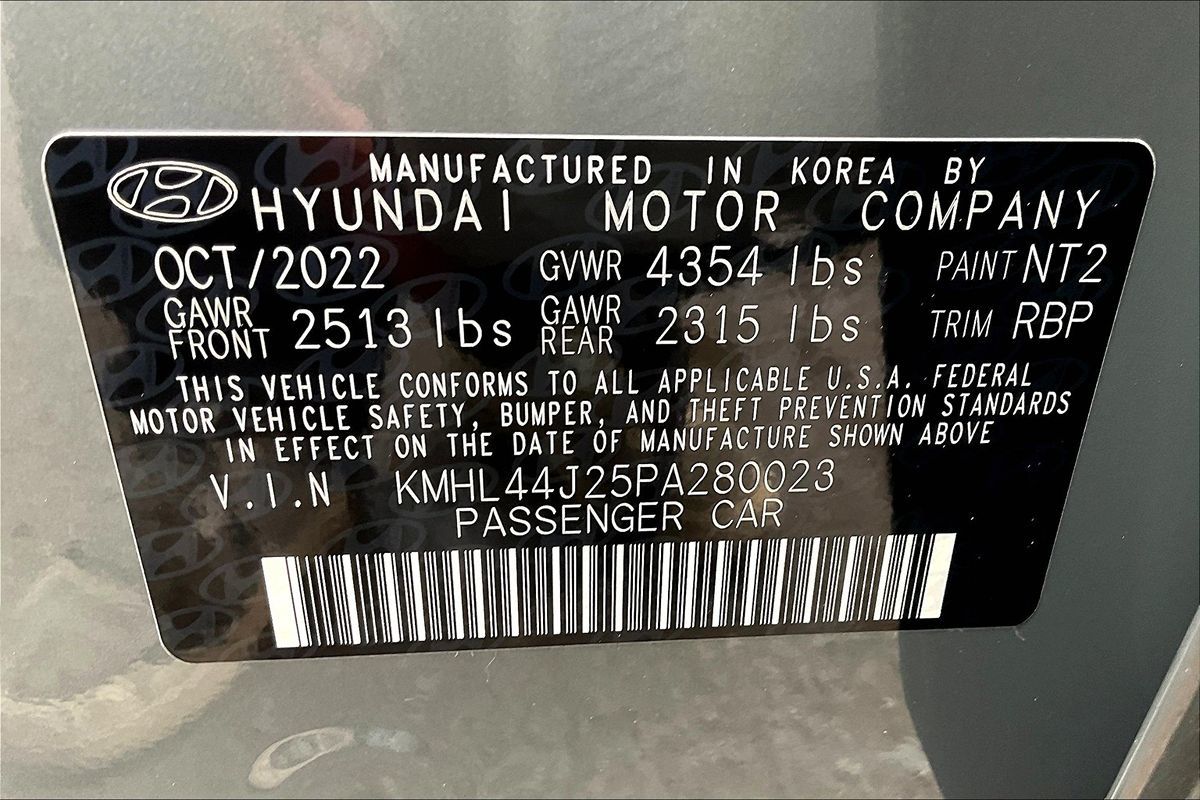 MANUFACTURED IN KOREA BY
HYUNDAI MOTOR COMPANY
OCT/2022 GVWR 4354 lbs PAINT NT2
GAWR FRONT 2513 lbs GAWR REAR 2315 lbs TRIM RBP
THIS VEHICLE CONFORMS TO ALL APPLICABLE U.S.A. FEDERAL
MOTOR VEHICLE SAFETY, BUMPER, AND THEFT PREVENTION STANDARDS
IN EFFECT ON THE DATE OF MANUFACTURE SHOWN ABOVE
V.I.N KMHL44J25PA280023
PASSENGER CAR